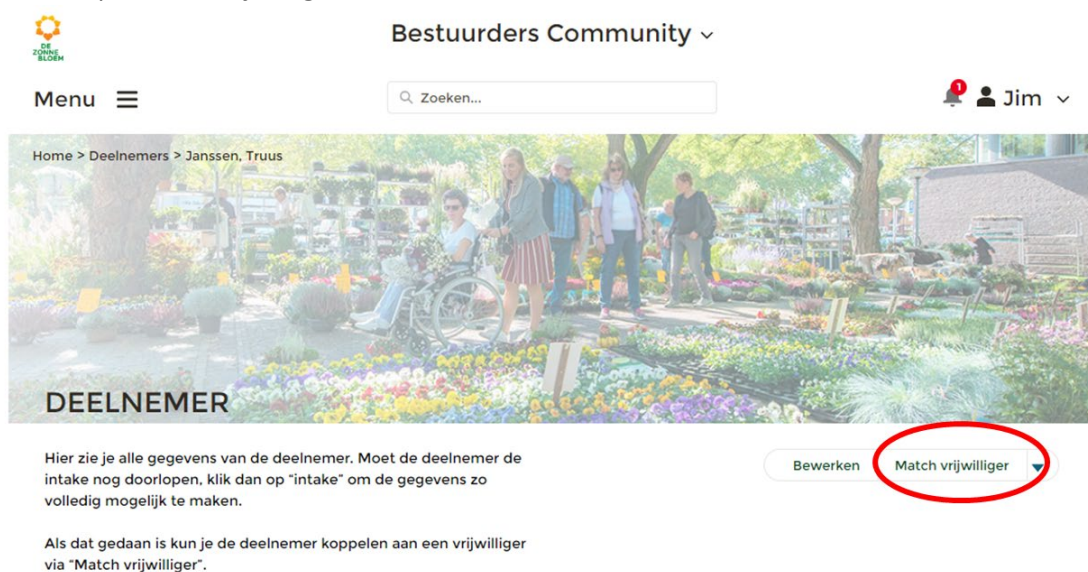 DE
ZONNE
BLOEM
Bestuurders Community
Menu
Zoeken...
1
Jim
Home > Deelnemers > Janssen, Truus
DEELNEMER
Hier zie je alle gegevens van de deelnemer. Moet de deelnemer de
intake nog doorlopen, klik dan op "intake" om de gegevens zo
volledig mogelijk te maken.
Als dat gedaan is kun je de deelnemer koppelen aan een vrijwilliger
via "Match vrijwilliger".
Bewerken
Match vrijwilliger